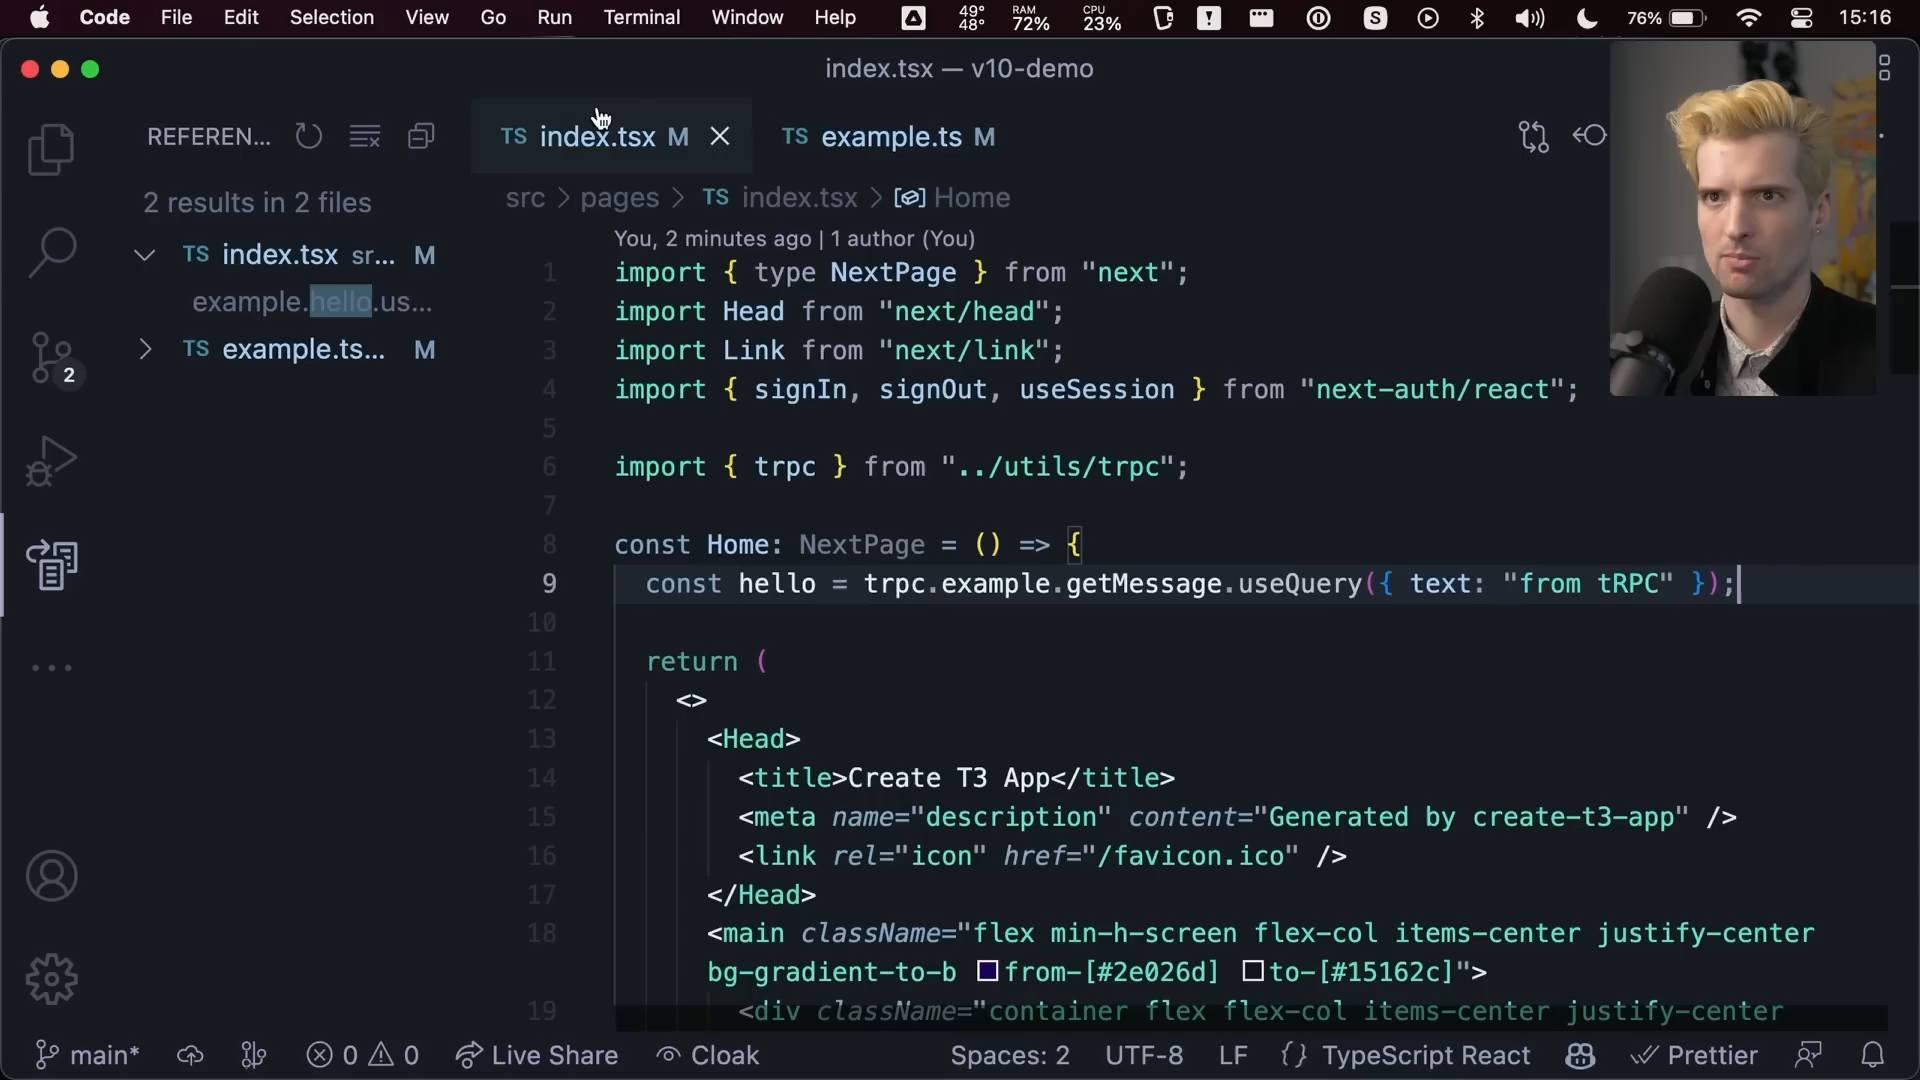 Code File Edit Selection View Go Run Terminal Window Help 49° 48° RAM 72% CPU 23% 76% 15:16
index.tsx — v10-demo
REFEREN...
TS index.tsx M
TS example.ts M
2 results in 2 files
src > pages > TS index.tsx > Home
TS index.tsx sr... M
example.hello.us...
TS example.ts... M
2
You, 2 minutes ago | 1 author (You)
1 import { type NextPage } from "next";
2 import Head from "next/head";
3 import Link from "next/link";
4 import { signIn, signOut, useSession } from "next-auth/react";
5
6 import { trpc } from "../utils/trpc";
7
8 const Home: NextPage = () => {
9 const hello = trpc.example.getMessage.useQuery({ text: "from tRPC" });
10
11 return (
12 <>
13 <Head>
14 <title>Create T3 App</title>
15 <meta name="description" content="Generated by create-t3-app" />
16 <link rel="icon" href="/favicon.ico" />
17 </Head>
18 <main className="flex min-h-screen flex-col items-center justify-center
bg-gradient-to-b from-[#2e026d] to-[#15162c]">
19 <div className="container flex flex-col items-center justify-center
main* 0 0 Live Share Cloak Spaces: 2 UTF-8 LF {} TypeScript React Prettier